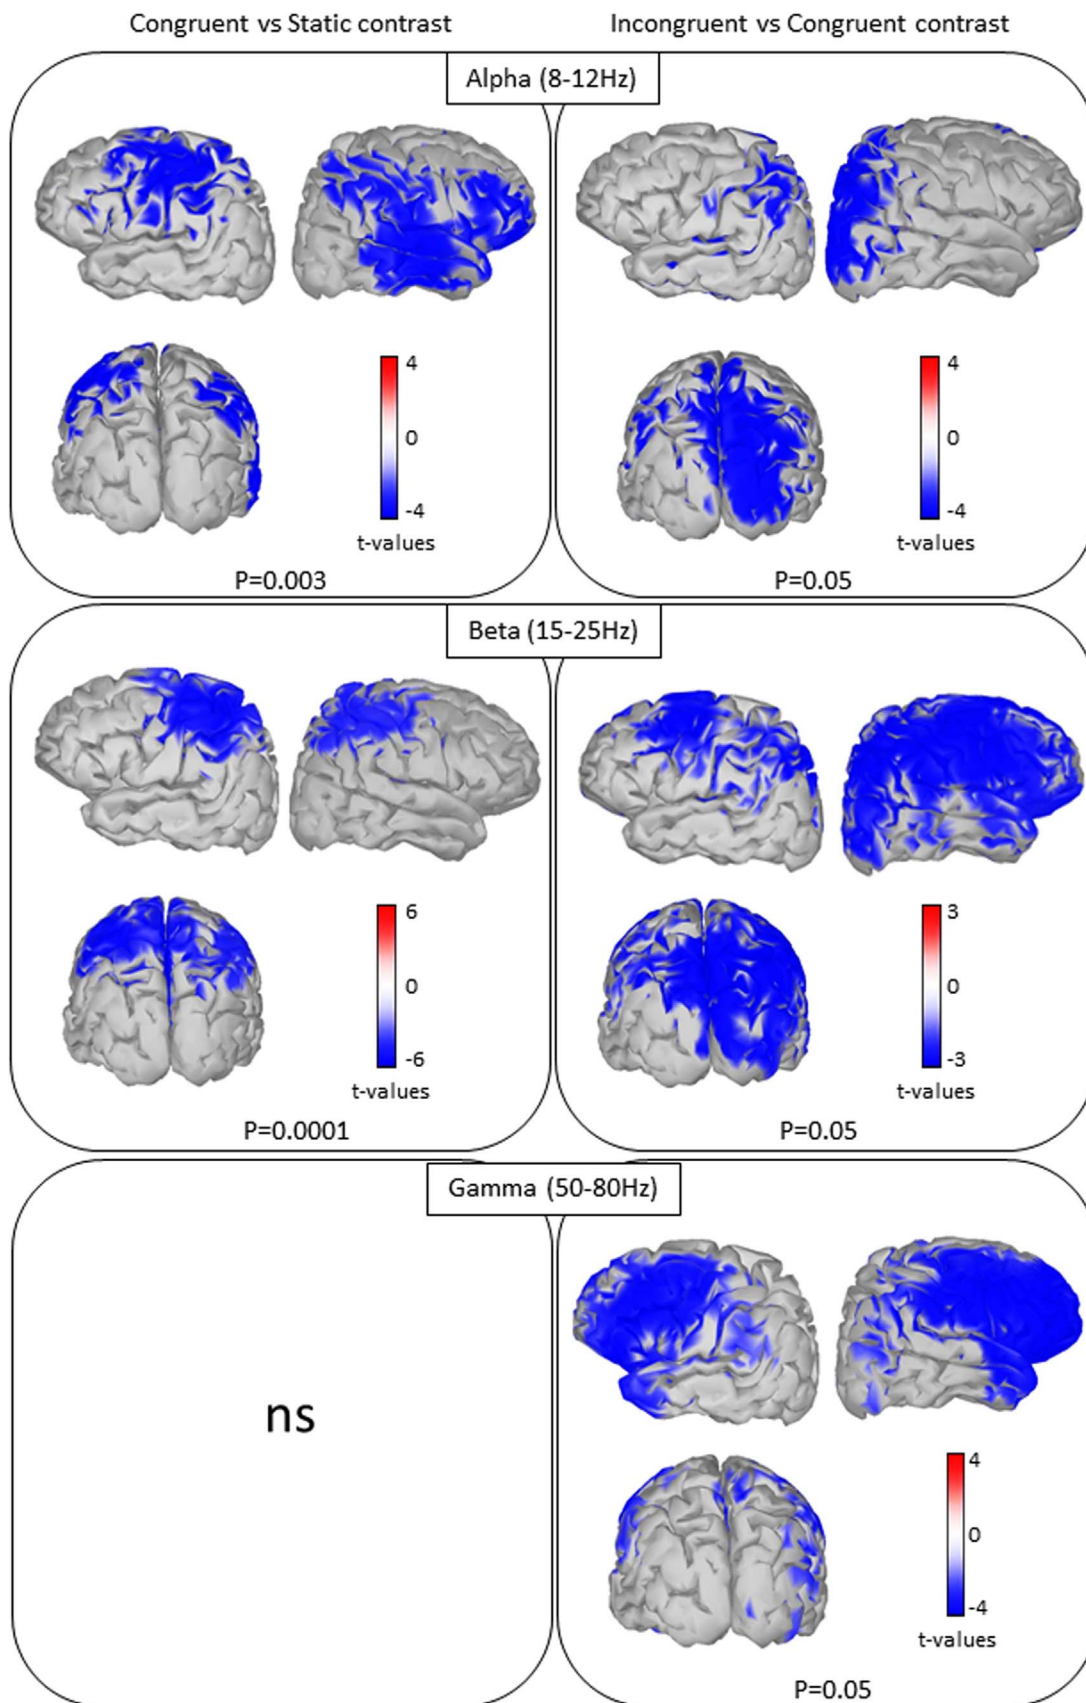 Congruent vs Static contrast
Incongruent vs Congruent contrast
Alpha (8-12Hz)
4
0
-4
t-values
P=0.003
4
0
-4
t-values
P=0.05
Beta (15-25Hz)
6
0
-6
t-values
P=0.0001
3
0
-3
t-values
P=0.05
Gamma (50-80Hz)
ns
4
0
-4
t-values
P=0.05